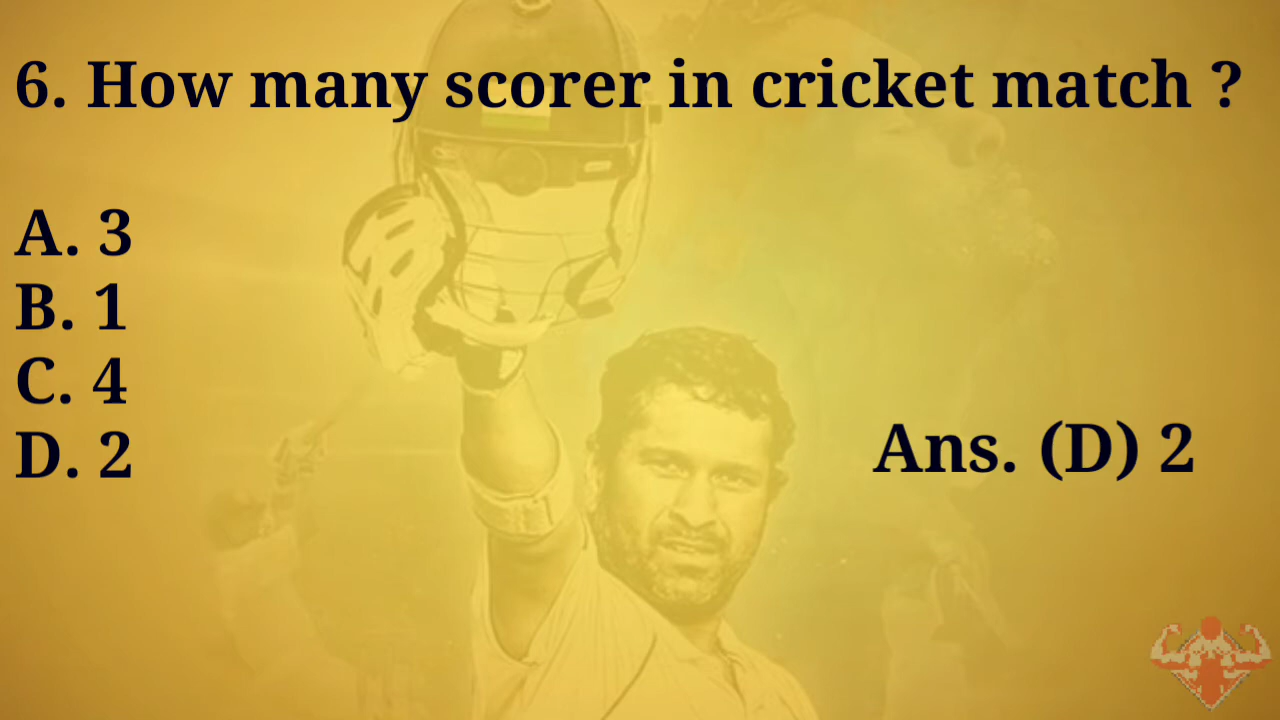 6. How many scorer in cricket match ?
A. 3
B. 1
C. 4
D. 2
Ans. (D) 2